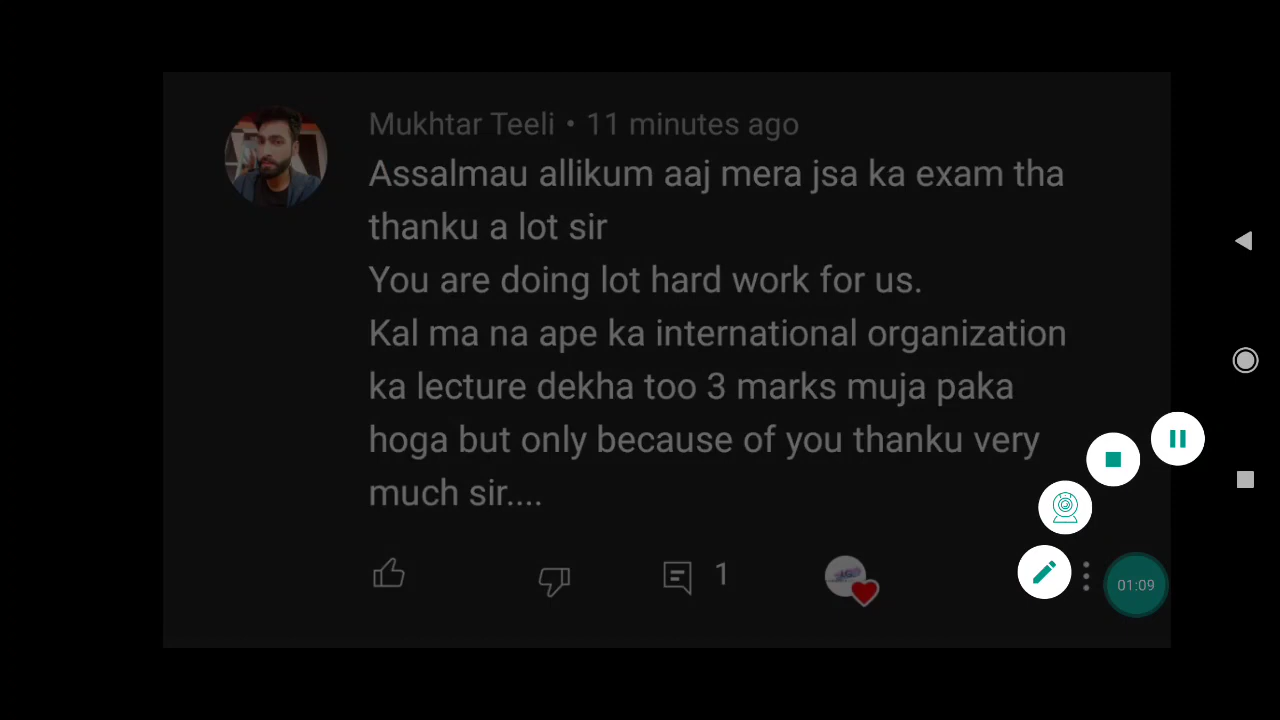 Mukhtar Teeli • 11 minutes ago
Assalmau allikum aaj mera jsa ka exam tha
thanku a lot sir
You are doing lot hard work for us.
Kal ma na ape ka international organization
ka lecture dekha too 3 marks muja paka
hoga but only because of you thanku very
much sir....
1
01:09